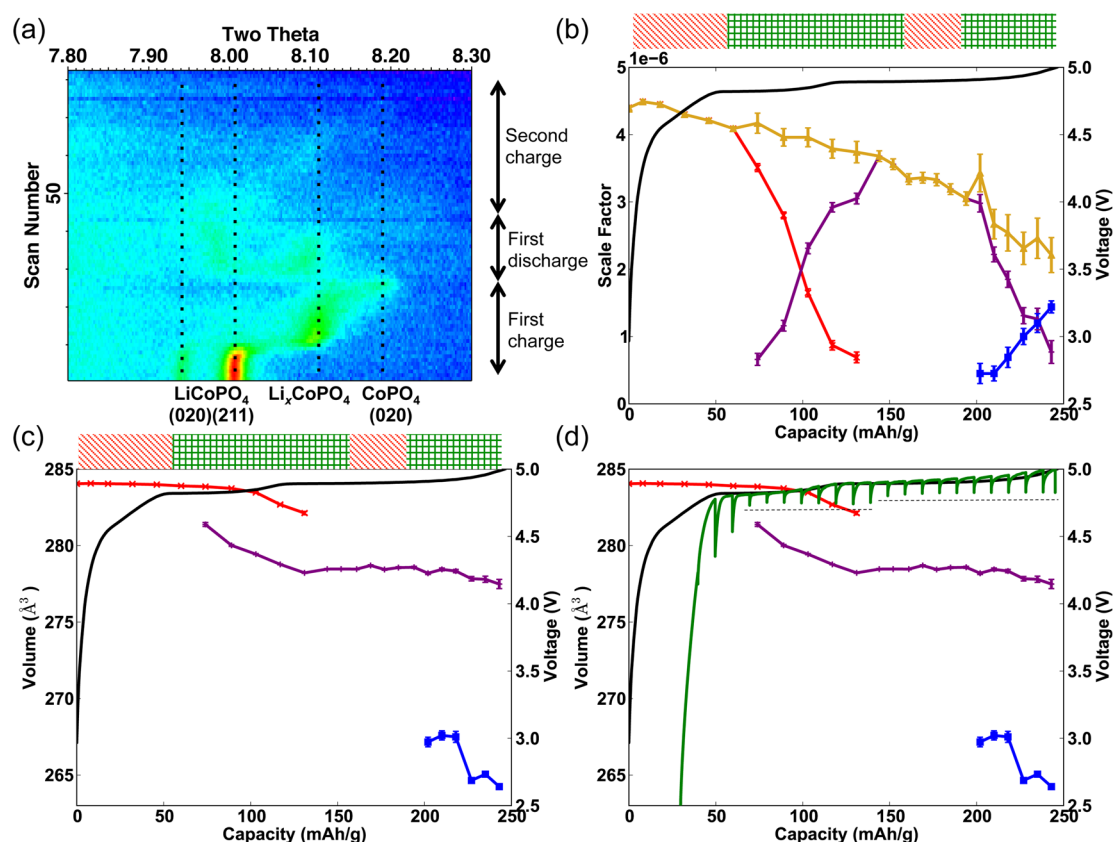 (a)
Two Theta
7.80 7.90 8.00 8.10 8.20 8.30
Scan Number
50
Second
charge
First
discharge
First
charge
LiCoPO4
(020)(211)
LixCoPO4
CoPO4
(020)
(b)
1e-6
5
4
3
2
1
0
Scale Factor
5.0
4.5
4.0
3.5
3.0
2.5
Voltage (V)
0 50 100 150 200 250
Capacity (mAh/g)
(c)
285
280
275
270
265
Volume (Å³)
5.0
4.5
4.0
3.5
3.0
2.5
Voltage (V)
0 50 100 150 200 250
Capacity (mAh/g)
(d)
285
280
275
270
265
Volume (Å³)
5.0
4.5
4.0
3.5
3.0
2.5
Voltage (V)
0 50 100 150 200 250
Capacity (mAh/g)